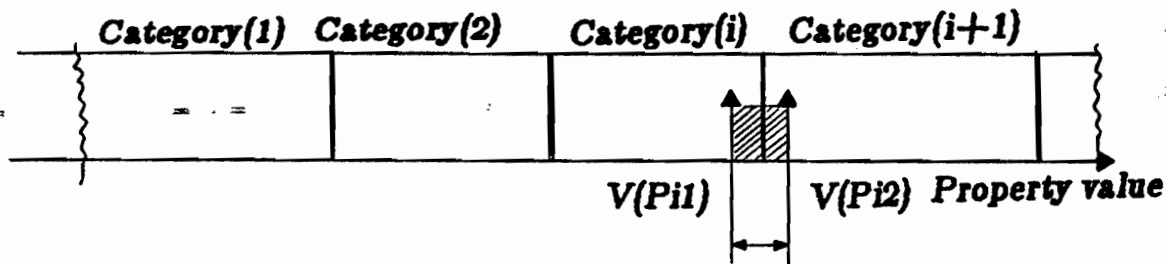 Category(1) Category(2) Category(i) Category(i+1)
V(Pi1) V(Pi2) Property value